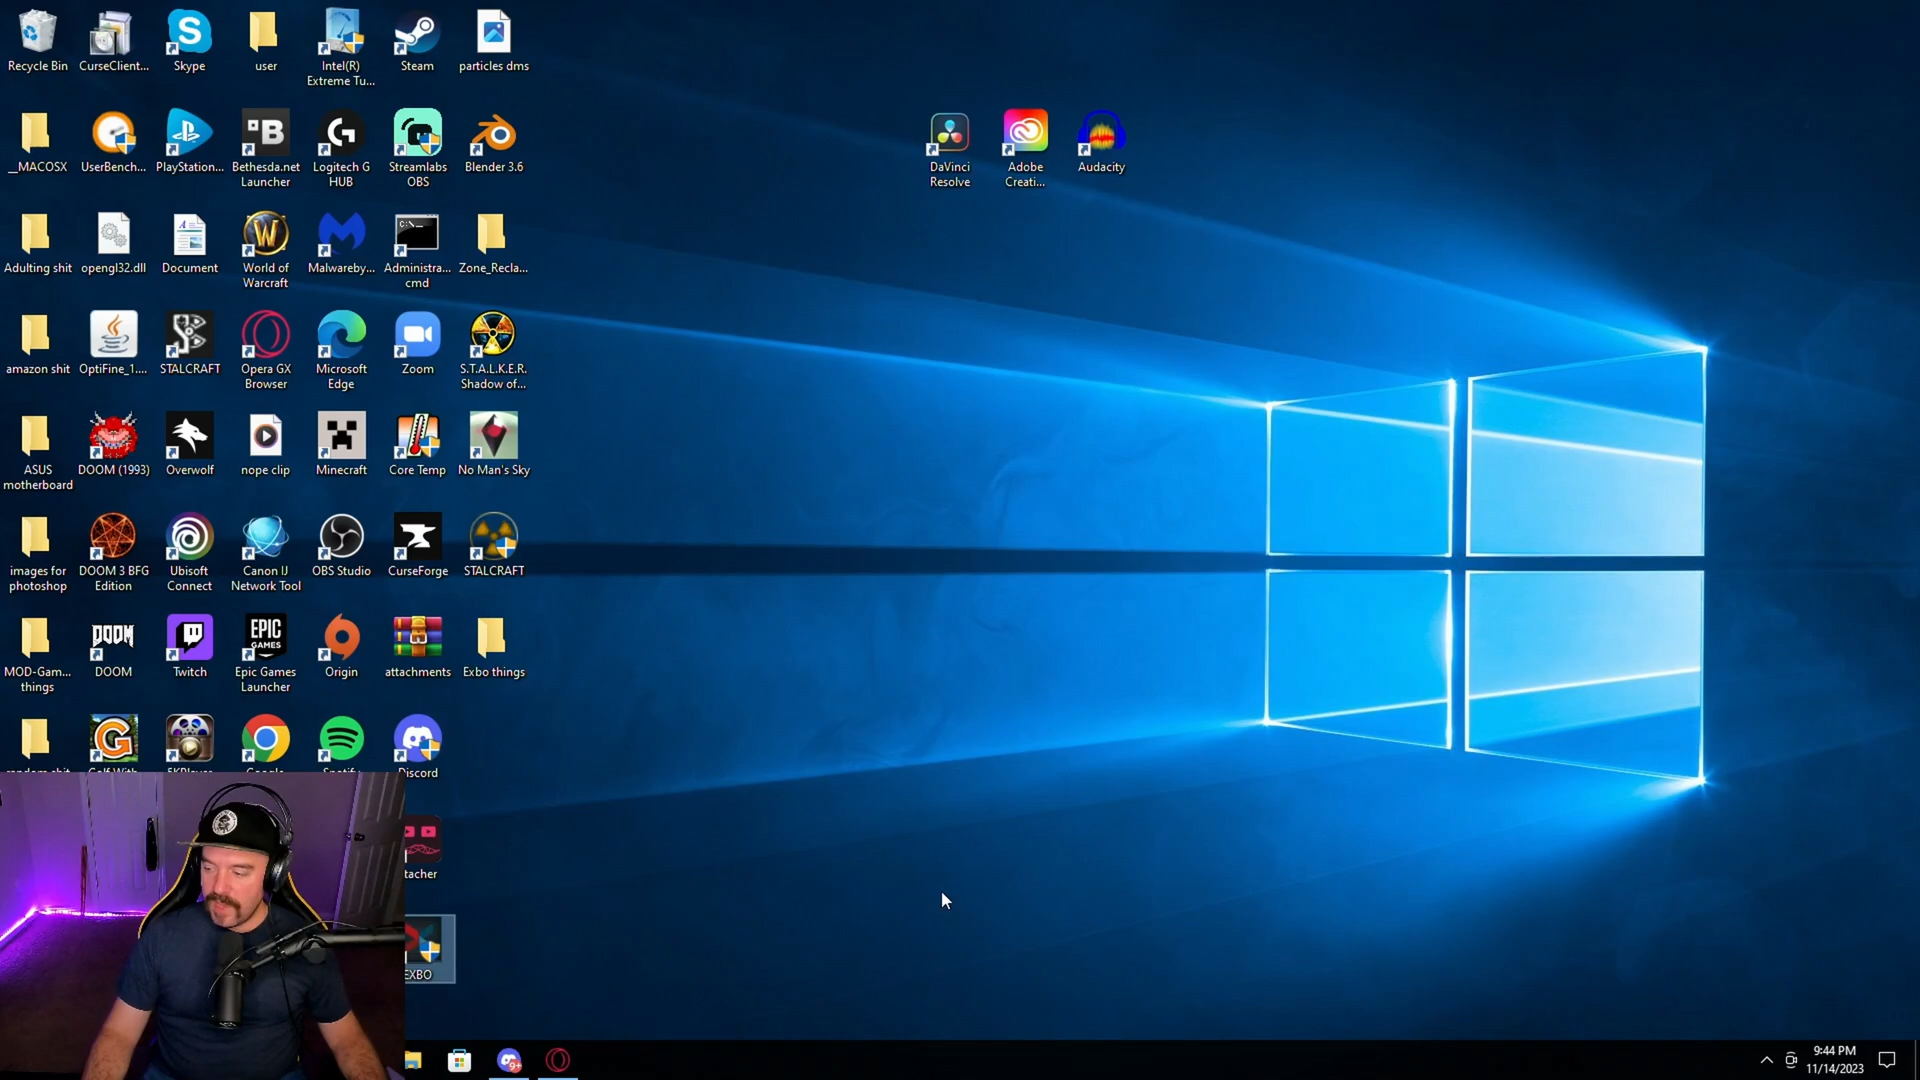 Recycle Bin
CurseClient...
Skype
user
Intel(R)
Extreme Tu...
Steam
particles dms
__MACOSX
UserBench...
PlayStation...
°B
Bethesda.net
Launcher
Logitech G
HUB
Streamlabs
OBS
Blender 3.6
DaVinci
Resolve
Adobe
Creati...
Audacity
Adulting shit
opengl32.dll
Document
World of
Warcraft
Malwareby...
C:\_
Administra...
cmd
Zone_Recla...
amazon shit
OptiFine_1....
STALCRAFT
Opera GX
Browser
Microsoft
Edge
Zoom
S.T.A.L.K.E.R.
Shadow of...
ASUS
motherboard
DOOM (1993)
Overwolf
nope clip
Minecraft
Core Temp
No Man's Sky
images for
photoshop
DOOM 3 BFG
Edition
Ubisoft
Connect
Canon IJ
Network Tool
OBS Studio
CurseForge
STALCRAFT
MOD-Gam...
things
DOOM
DOOM
Twitch
EPIC
GAMES
Epic Games
Launcher
Origin
attachments
Exbo things
Discord
tacher
EXBO
9+
9:44 PM
11/14/2023